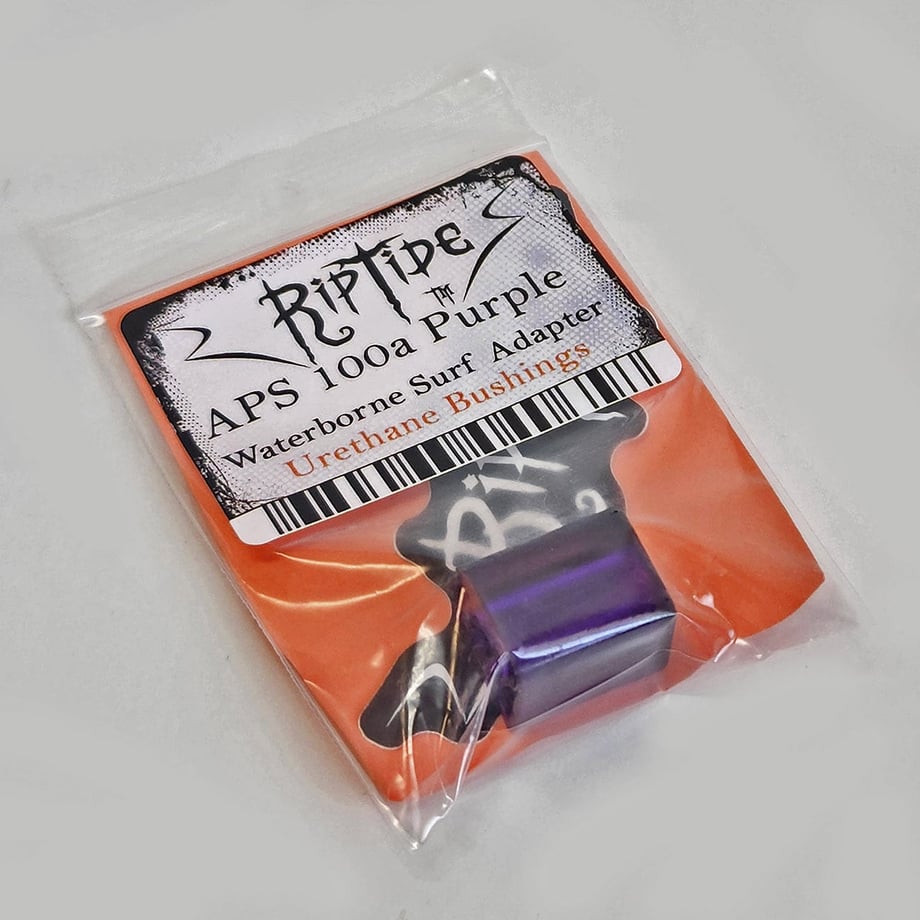 RipTide
TM
APS 100a Purple
Waterborne Surf Adapter
Urethane Bushings